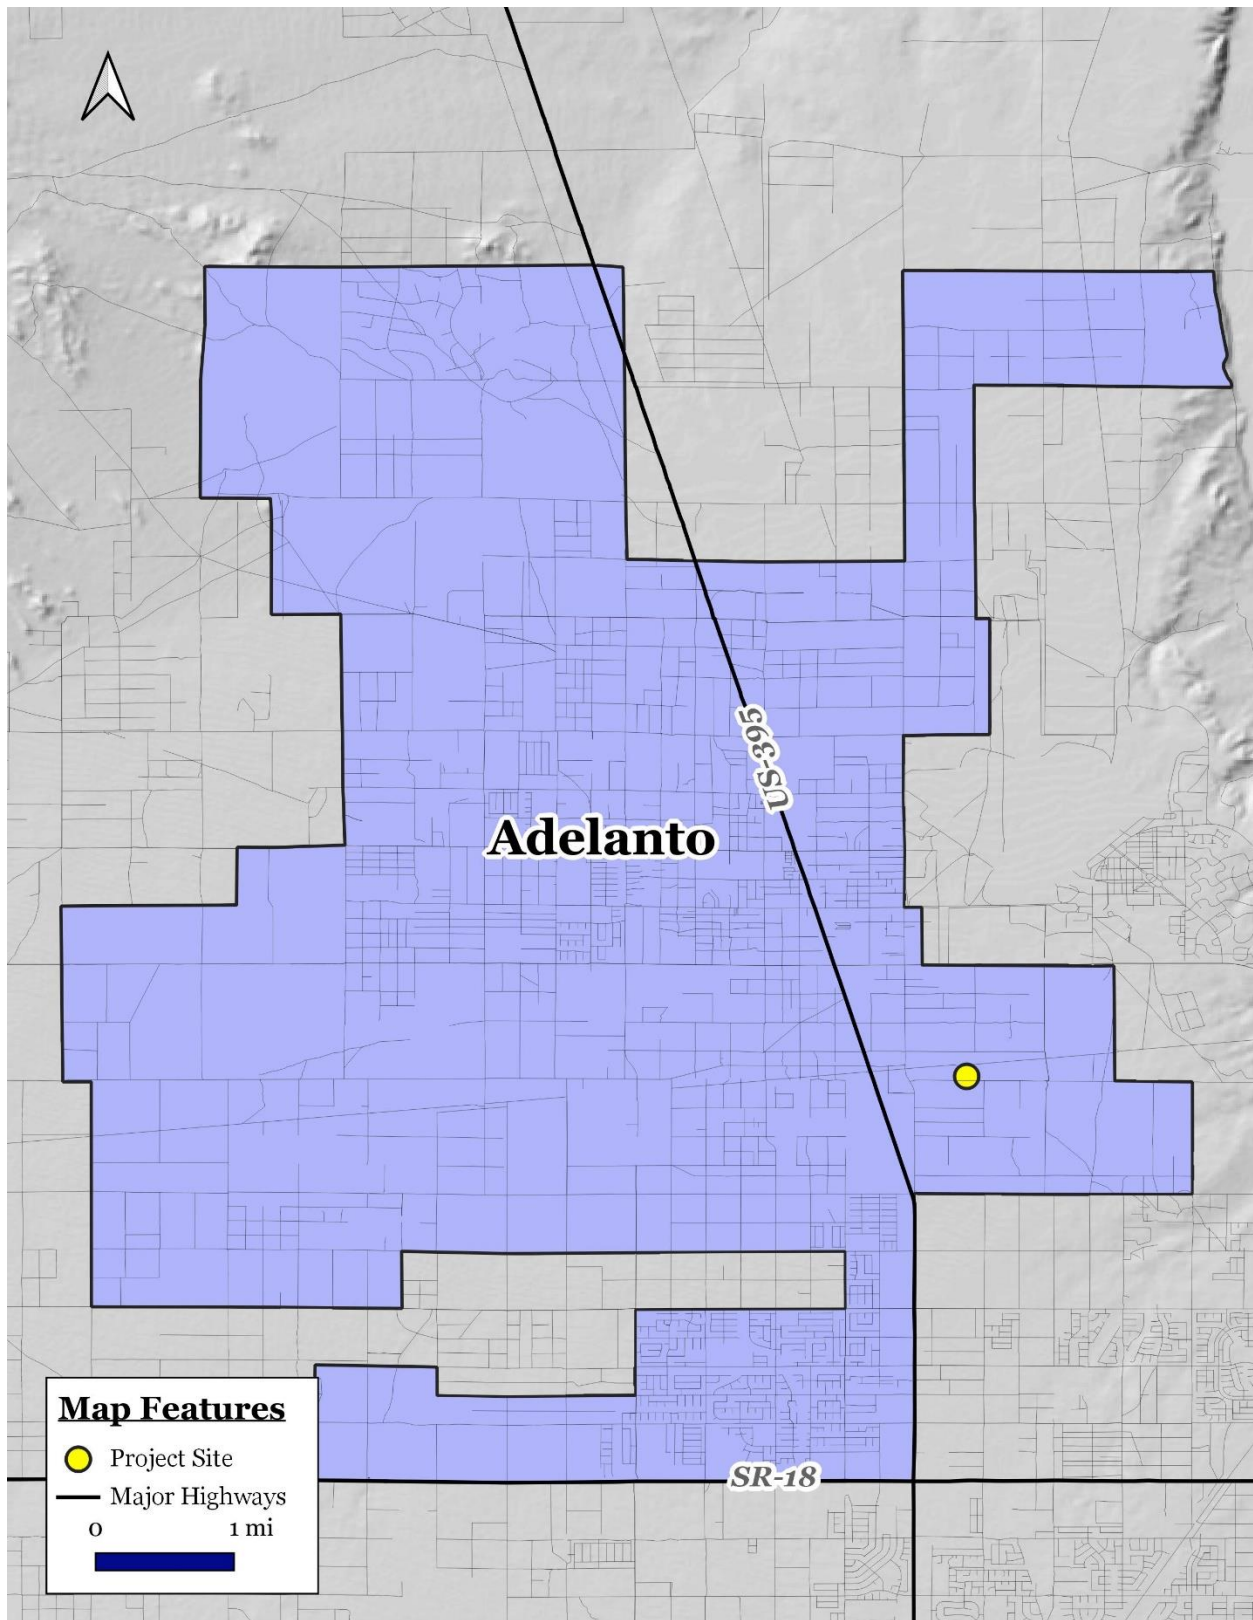 US-395
Adelanto
Map Features
Project Site
Major Highways
0 1 mi
SR-18